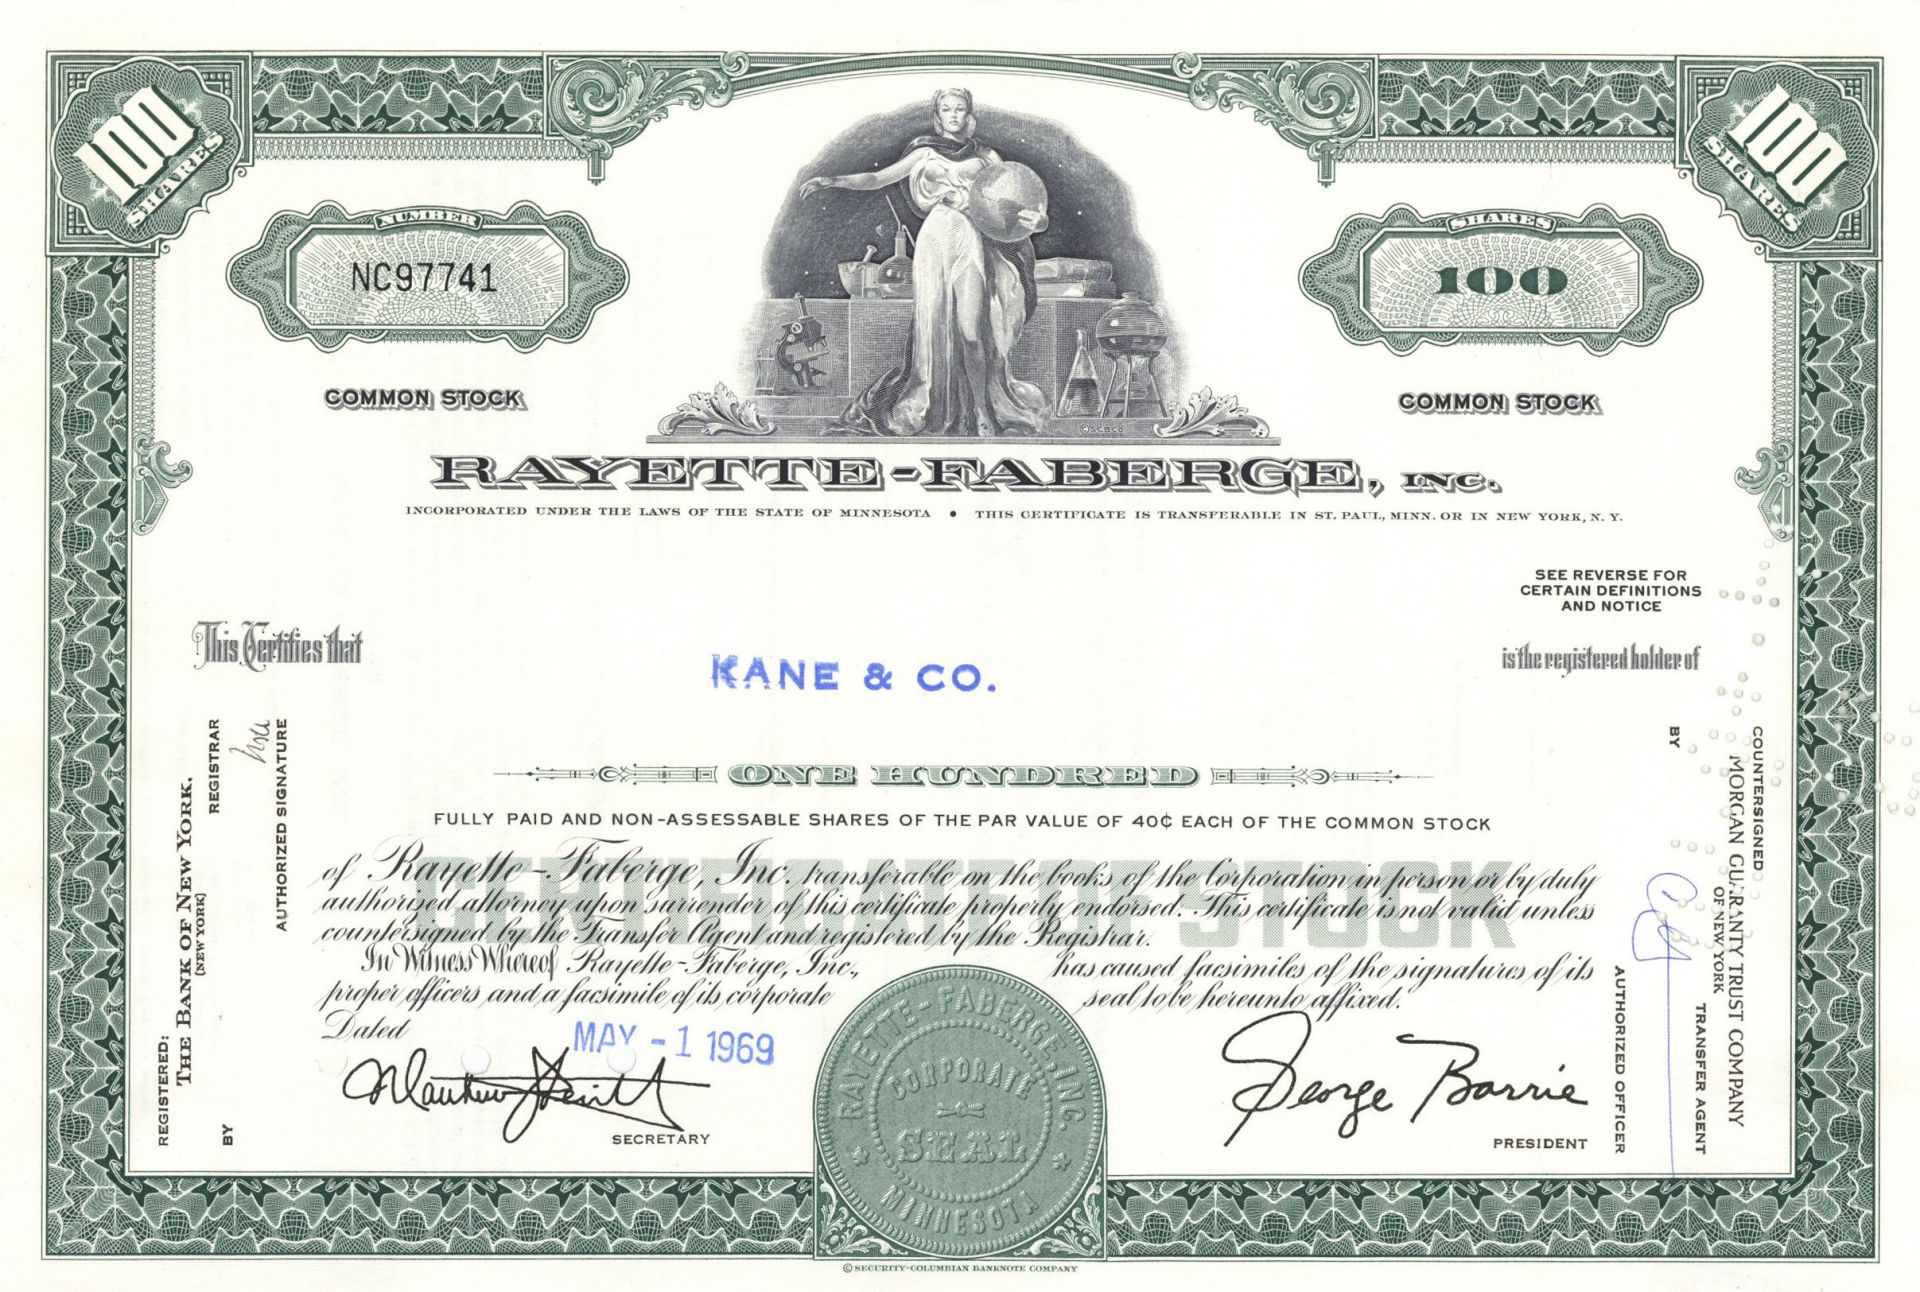 100
SHARES
100
SHARES
NUMBER
NC97741
SHARES
100
COMMON STOCK
COMMON STOCK
©S.C.B.CO.
RAYETTE-FABERGE, INC.
INCORPORATED UNDER THE LAWS OF THE STATE OF MINNESOTA • THIS CERTIFICATE IS TRANSFERABLE IN ST. PAUL, MINN. OR IN NEW YORK, N. Y.
SEE REVERSE FOR
CERTAIN DEFINITIONS
AND NOTICE
This Certifies that
is the registered holder of
KANE & CO.
ONE HUNDRED
FULLY PAID AND NON-ASSESSABLE SHARES OF THE PAR VALUE OF 40¢ EACH OF THE COMMON STOCK
CERTIFICATE OF STOCK
of Rayette-Faberge, Inc. transferable on the books of the Corporation in person or by duly
authorized attorney upon surrender of this certificate properly endorsed. This certificate is not valid unless
countersigned by the Transfer Agent and registered by the Registrar.
In Witness Whereof Rayette-Faberge, Inc., has caused facsimiles of the signatures of its
proper officers and a facsimile of its corporate seal to be hereunto affixed.
Dated
MAY - 1 1969
SECRETARY
George Barrie
PRESIDENT
RAYETTE-FABERGE, INC.
CORPORATE
SEAL
MINNESOTA
REGISTERED:
THE BANK OF NEW YORK.
(NEW YORK)
REGISTRAR
BY
AUTHORIZED SIGNATURE
COUNTERSIGNED
MORGAN GUARANTY TRUST COMPANY
OF NEW YORK
TRANSFER AGENT
BY
AUTHORIZED OFFICER
© SECURITY-COLUMBIAN BANKNOTE COMPANY